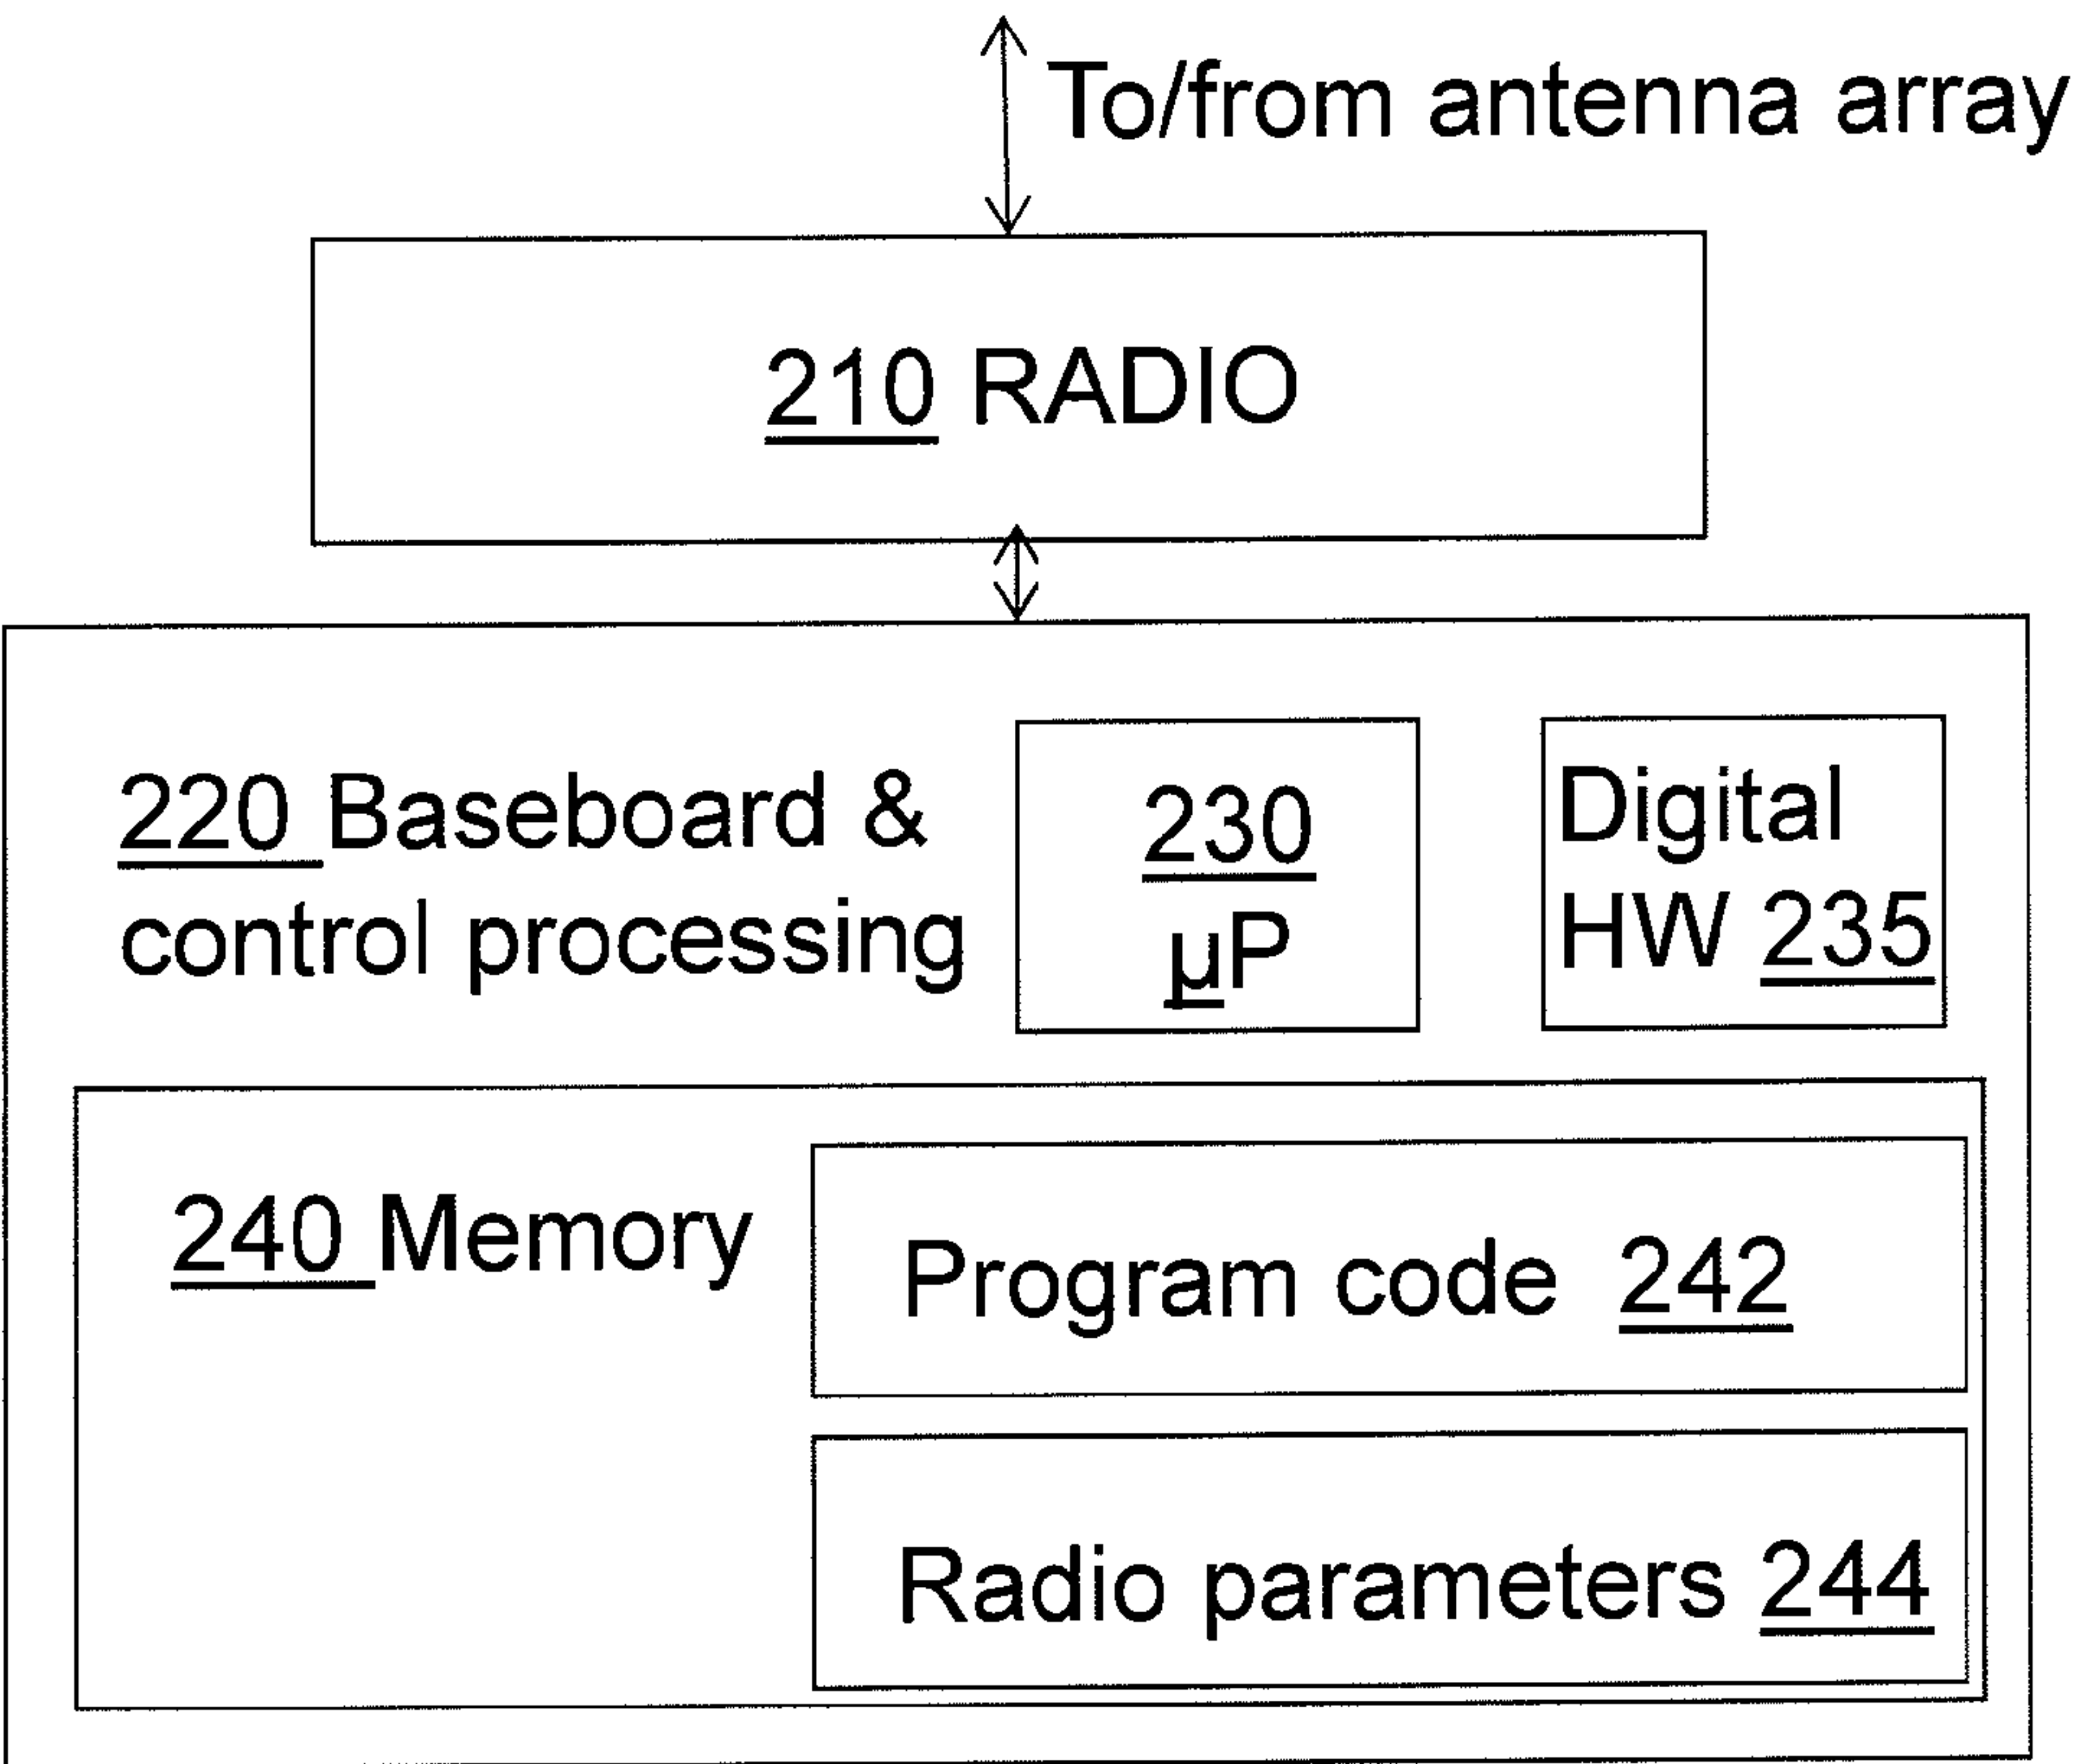 To/from antenna array
210 RADIO
220 Baseboard &
control processing
230
µP
Digital
HW 235
240 Memory
Program code 242
Radio parameters 244